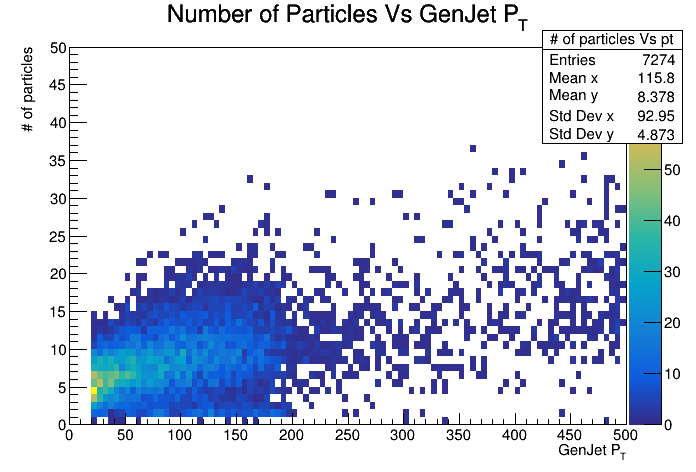 Number of Particles Vs GenJet P_T
# of particles Vs pt
Entries 7274
Mean x 115.8
Mean y 8.378
Std Dev x 92.95
Std Dev y 4.873
# of particles
50
45
40
35
30
25
20
15
10
5
0
0 50 100 150 200 250 300 350 400 450 500
GenJet P_T
50
40
30
20
10
0